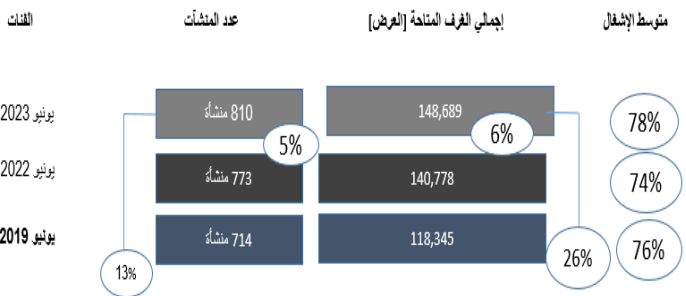 الفئات عدد المنشآت إجمالي الغرف المتاحة [العرض] متوسط الإشغال
يونيو 2023 810 منشأة 148,689 78%
5% 6%
يونيو 2022 773 منشأة 140,778 74%
يونيو 2019 714 منشأة 118,345 76%
13% 26%